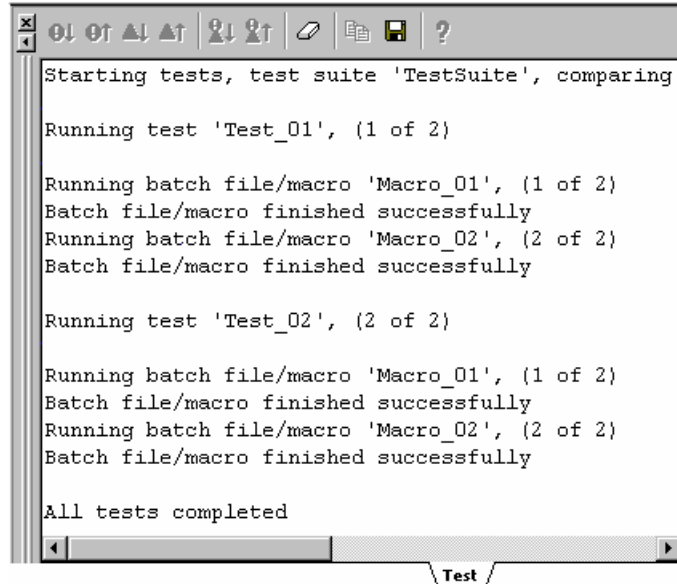 Starting tests, test suite 'TestSuite', comparing
Running test 'Test_01', (1 of 2)
Running batch file/macro 'Macro_01', (1 of 2)
Batch file/macro finished successfully
Running batch file/macro 'Macro_02', (2 of 2)
Batch file/macro finished successfully
Running test 'Test_02', (2 of 2)
Running batch file/macro 'Macro_01', (1 of 2)
Batch file/macro finished successfully
Running batch file/macro 'Macro_02', (2 of 2)
Batch file/macro finished successfully
All tests completed
Test